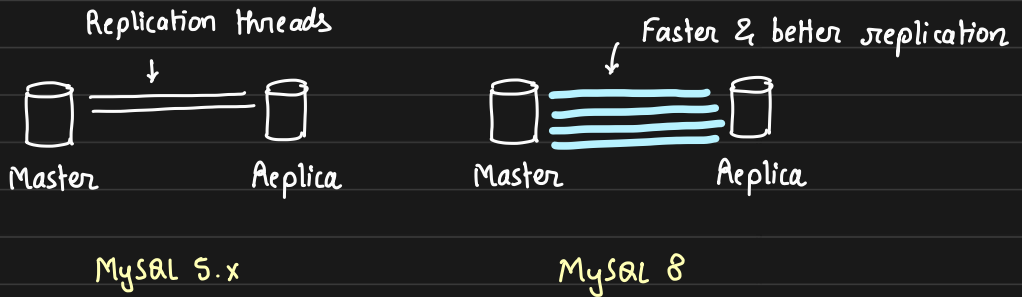 Replication threads
Faster & better replication
Master
Replica
Master
Replica
MySQL 5.x
MySQL 8